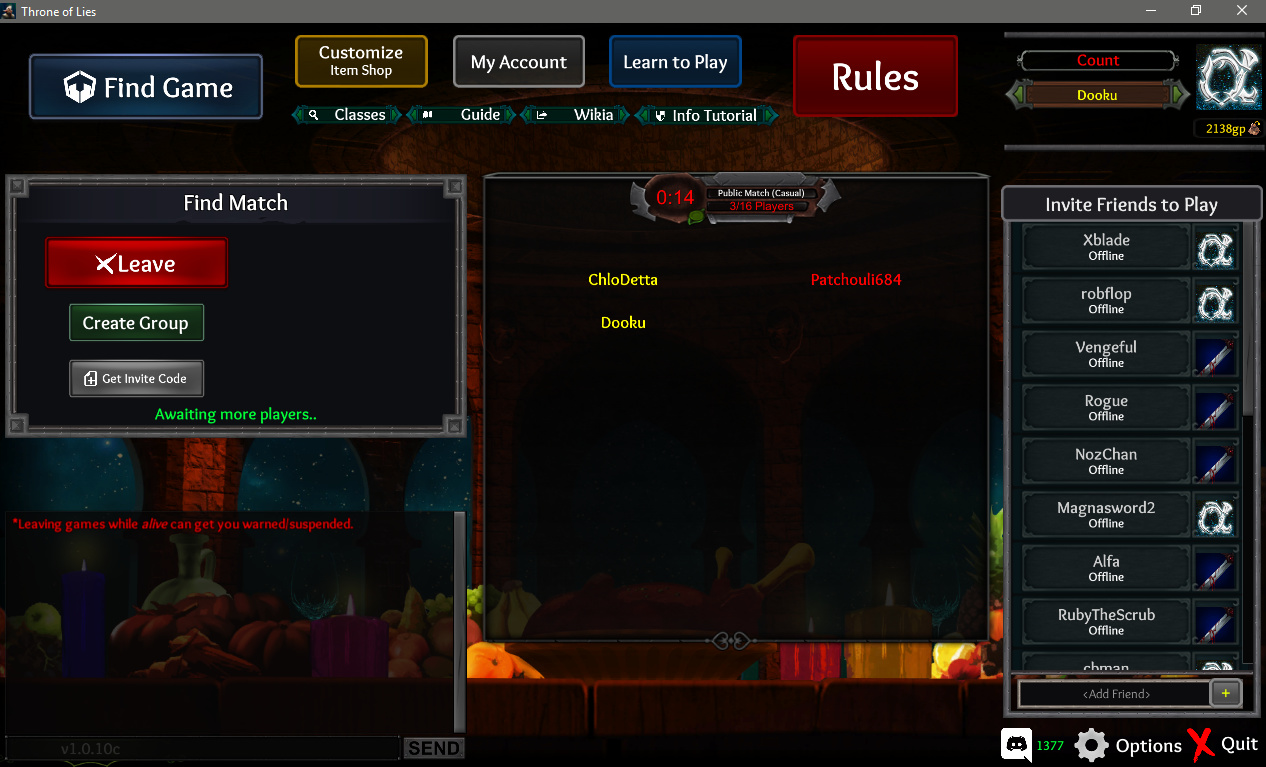 Throne of Lies
Find Game
Customize
Item Shop
My Account
Learn to Play
Rules
Count
Dooku
2138gp
Classes
Guide
Wikia
Info Tutorial
Find Match
Leave
Create Group
Get Invite Code
Awaiting more players..
0:14
Public Match (Casual)
3/16 Players
ChloDetta
Patchouli684
Dooku
Invite Friends to Play
Xblade
Offline
robflop
Offline
Vengeful
Offline
Rogue
Offline
NozChan
Offline
Magnasword2
Offline
Alfa
Offline
RubyTheScrub
Offline
cbman
<Add Friend>
+
*Leaving games while alive can get you warned/suspended.
v1.0.10c
SEND
1377
Options
Quit